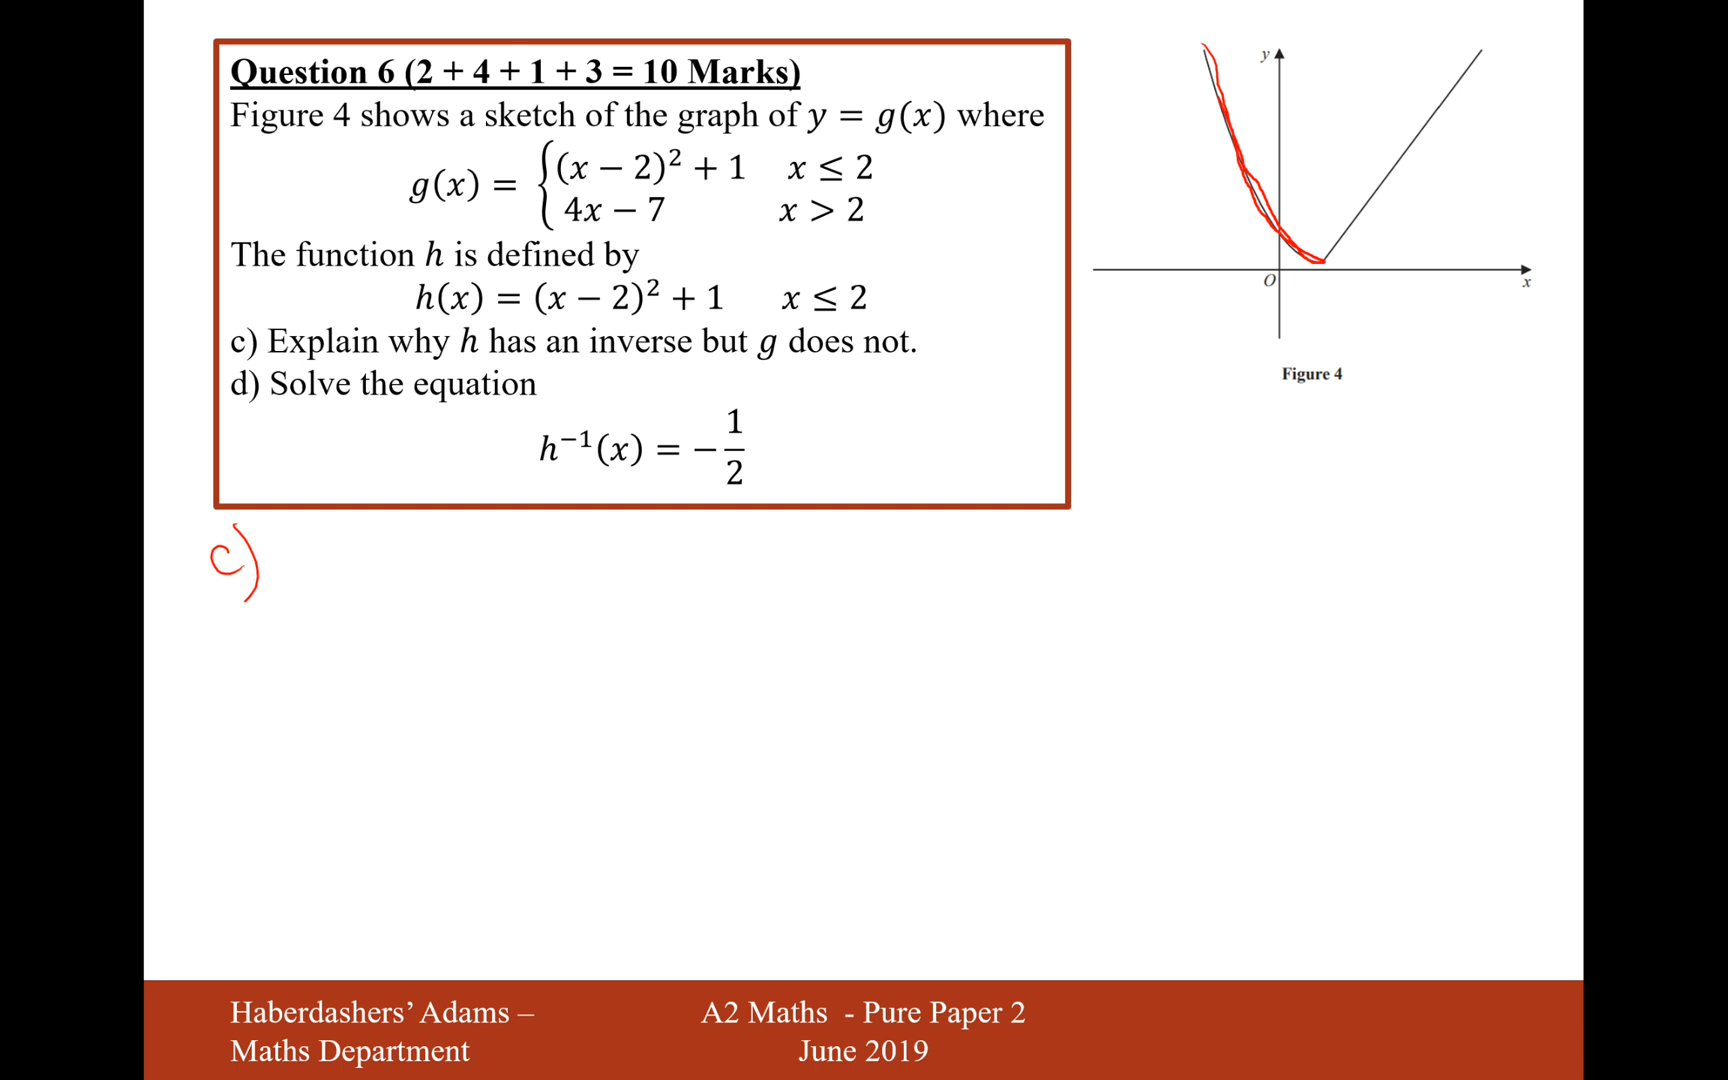 Question 6 (2 + 4 + 1 + 3 = 10 Marks)
Figure 4 shows a sketch of the graph of y = g(x) where
g(x) = { (x − 2)² + 1   x ≤ 2
4x − 7   x > 2
The function h is defined by
h(x) = (x − 2)² + 1   x ≤ 2
c) Explain why h has an inverse but g does not.
d) Solve the equation
h⁻¹(x) = −1/2
y
O
x
Figure 4
c)
Haberdashers’ Adams –
Maths Department
A2 Maths - Pure Paper 2
June 2019